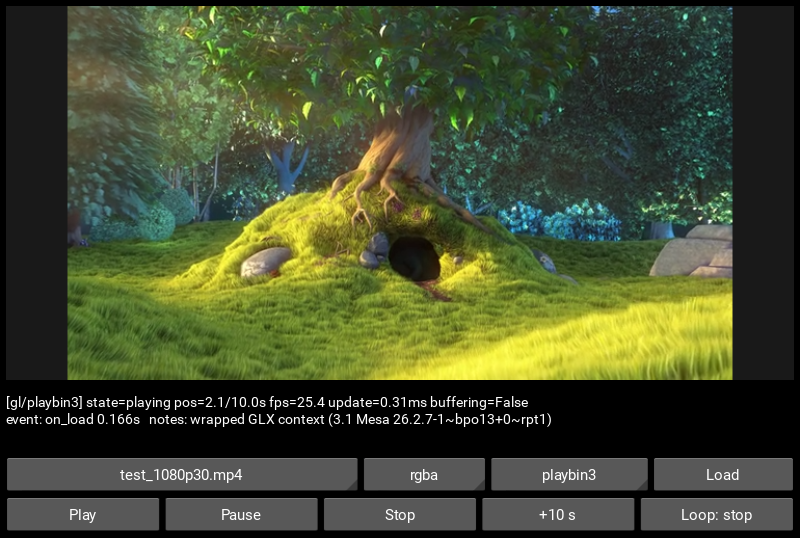 [gl/playbin3] state=playing pos=2.1/10.0s fps=25.4 update=0.31ms buffering=False
event: on_load 0.166s   notes: wrapped GLX context (3.1 Mesa 26.2.7-1~bpo13+0~rpt1)
test_1080p30.mp4 rgba playbin3 Load
Play Pause Stop +10 s Loop: stop